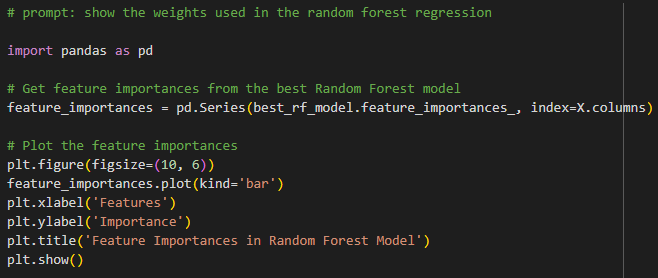 # prompt: show the weights used in the random forest regression
import pandas as pd
# Get feature importances from the best Random Forest model
feature_importances = pd.Series(best_rf_model.feature_importances_, index=X.columns)
# Plot the feature importances
plt.figure(figsize=(10, 6))
feature_importances.plot(kind='bar')
plt.xlabel('Features')
plt.ylabel('Importance')
plt.title('Feature Importances in Random Forest Model')
plt.show()